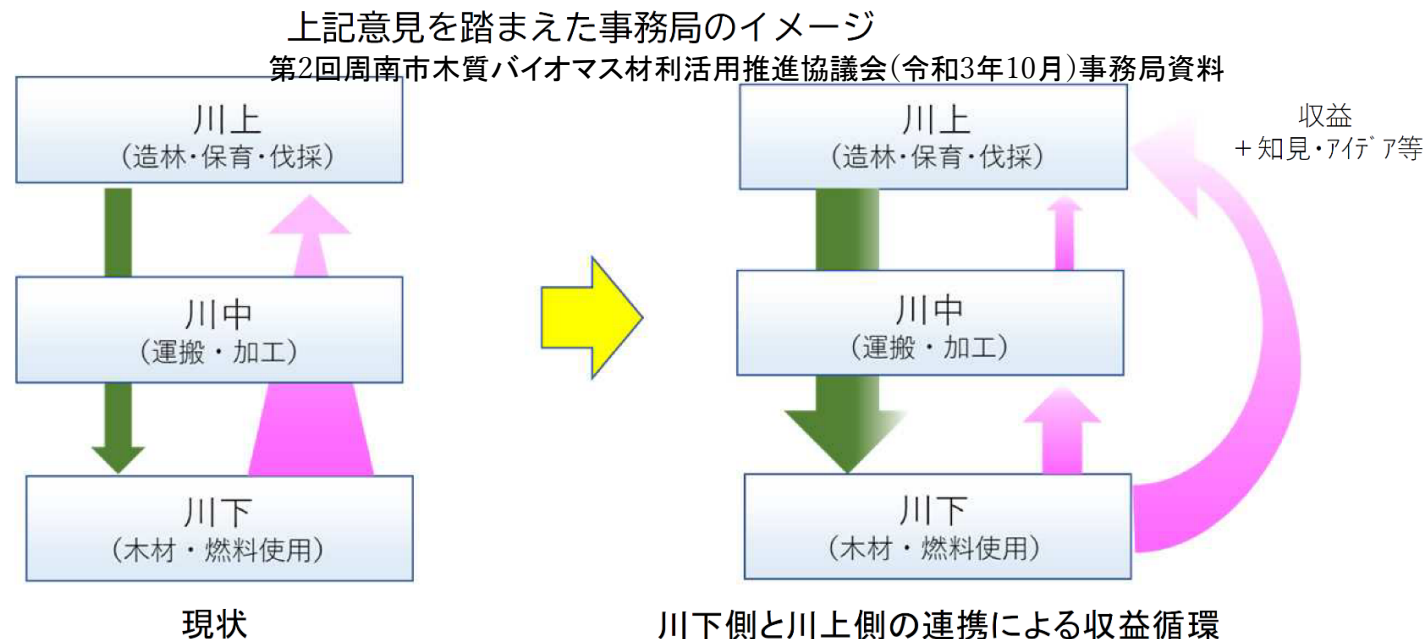 上記意見を踏まえた事務局のイメージ
第2回周南市木質バイオマス材利活用推進協議会(令和3年10月)事務局資料
川上
(造林・保育・伐採)
川中
(運搬・加工)
川下
(木材・燃料使用)
現状
川上
(造林・保育・伐採)
川中
(運搬・加工)
川下
(木材・燃料使用)
収益
+知見・ｱｲﾃﾞｱ等
川下側と川上側の連携による収益循環